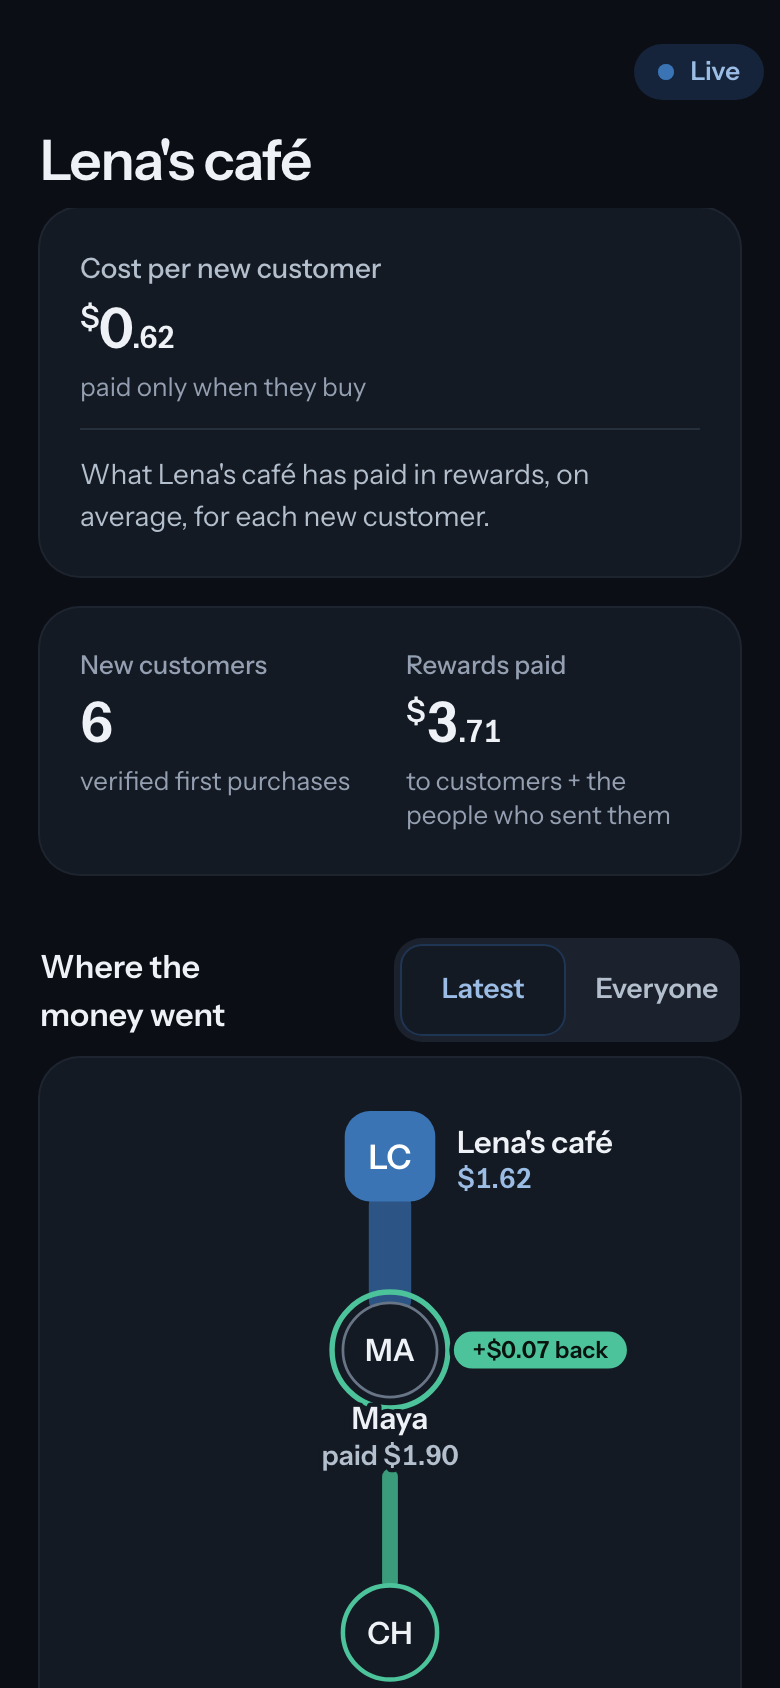 Live
Lena's café
Cost per new customer
$0.62
paid only when they buy
What Lena's café has paid in rewards, on
average, for each new customer.
New customers
6
verified first purchases
Rewards paid
$3.71
to customers + the
people who sent them
Where the
money went
Latest
Everyone
LC
Lena's café
$1.62
MA
+$0.07 back
Maya
paid $1.90
CH